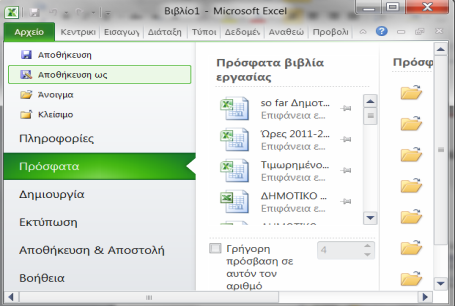 Βιβλίο1 - Microsoft Excel
Αρχείο Κεντρικι Εισαγωγ Διάταξη Τύποι Δεδομέν Αναθεώ Προβολι
Αποθήκευση
Αποθήκευση ως
Άνοιγμα
Κλείσιμο
Πληροφορίες
Πρόσφατα
Δημιουργία
Εκτύπωση
Αποθήκευση & Αποστολή
Βοήθεια
Πρόσφατα βιβλία
εργασίας
so far Δημοτ...
Επιφάνεια ε...
Ώρες 2011-2...
Επιφάνεια ε...
Τιμωρημένο...
Επιφάνεια ε...
ΔΗΜΟΤΙΚΟ
Επιφάνεια ε...
Γρήγορη
πρόσβαση σε
αυτόν τον
αριθμό
4
Πρόσφ